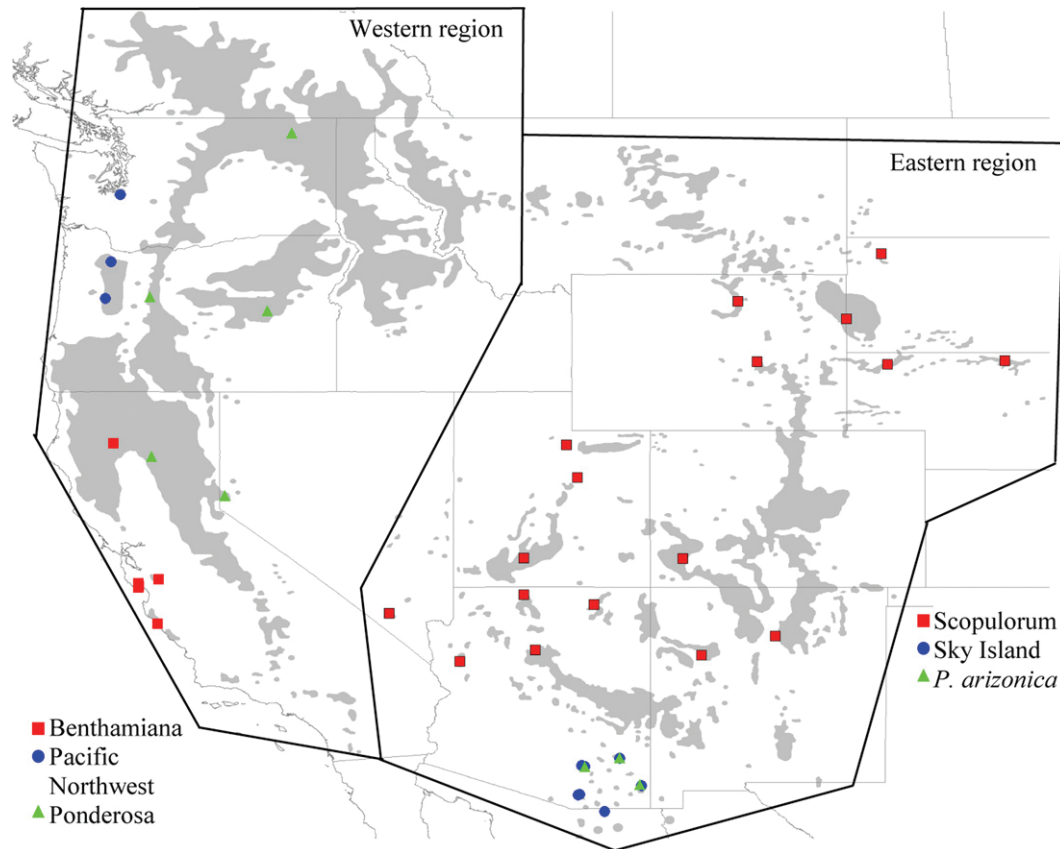 Western region
Eastern region
Scopulorum
Sky Island
P. arizonica
Benthamiana
Pacific
Northwest
Ponderosa